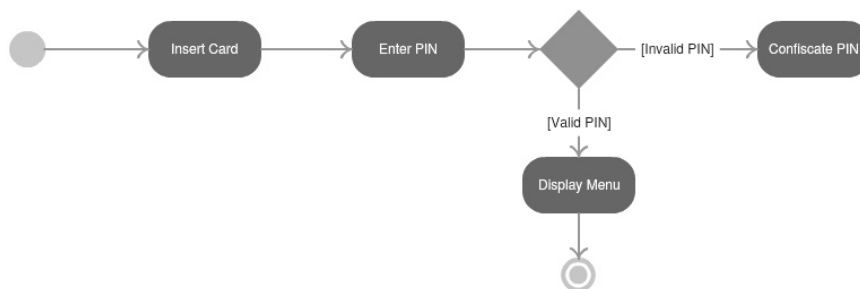 Insert Card
Enter PIN
[Invalid PIN]
Confiscate PIN
[Valid PIN]
Display Menu